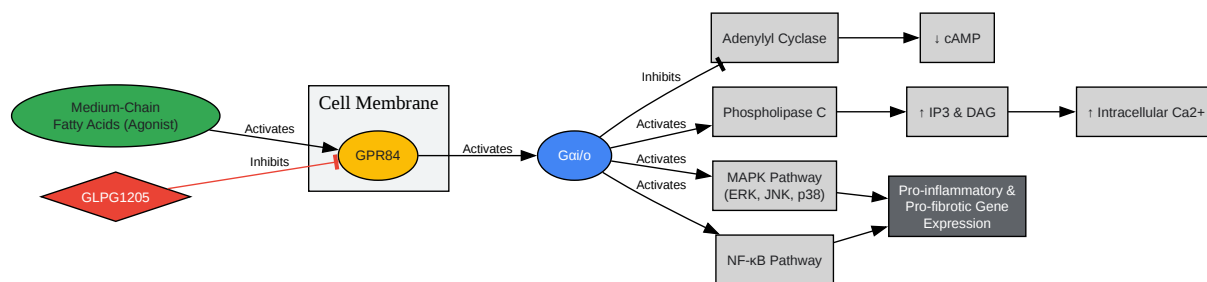 Medium-Chain
Fatty Acids (Agonist)
GLPG1205
Activates
Inhibits
Cell Membrane
GPR84
Activates
Gαi/o
Inhibits
Activates
Activates
Activates
Adenylyl Cyclase
↓ cAMP
Phospholipase C
↑ IP3 & DAG
↑ Intracellular Ca2+
MAPK Pathway
(ERK, JNK, p38)
NF-κB Pathway
Pro-inflammatory &
Pro-fibrotic Gene
Expression